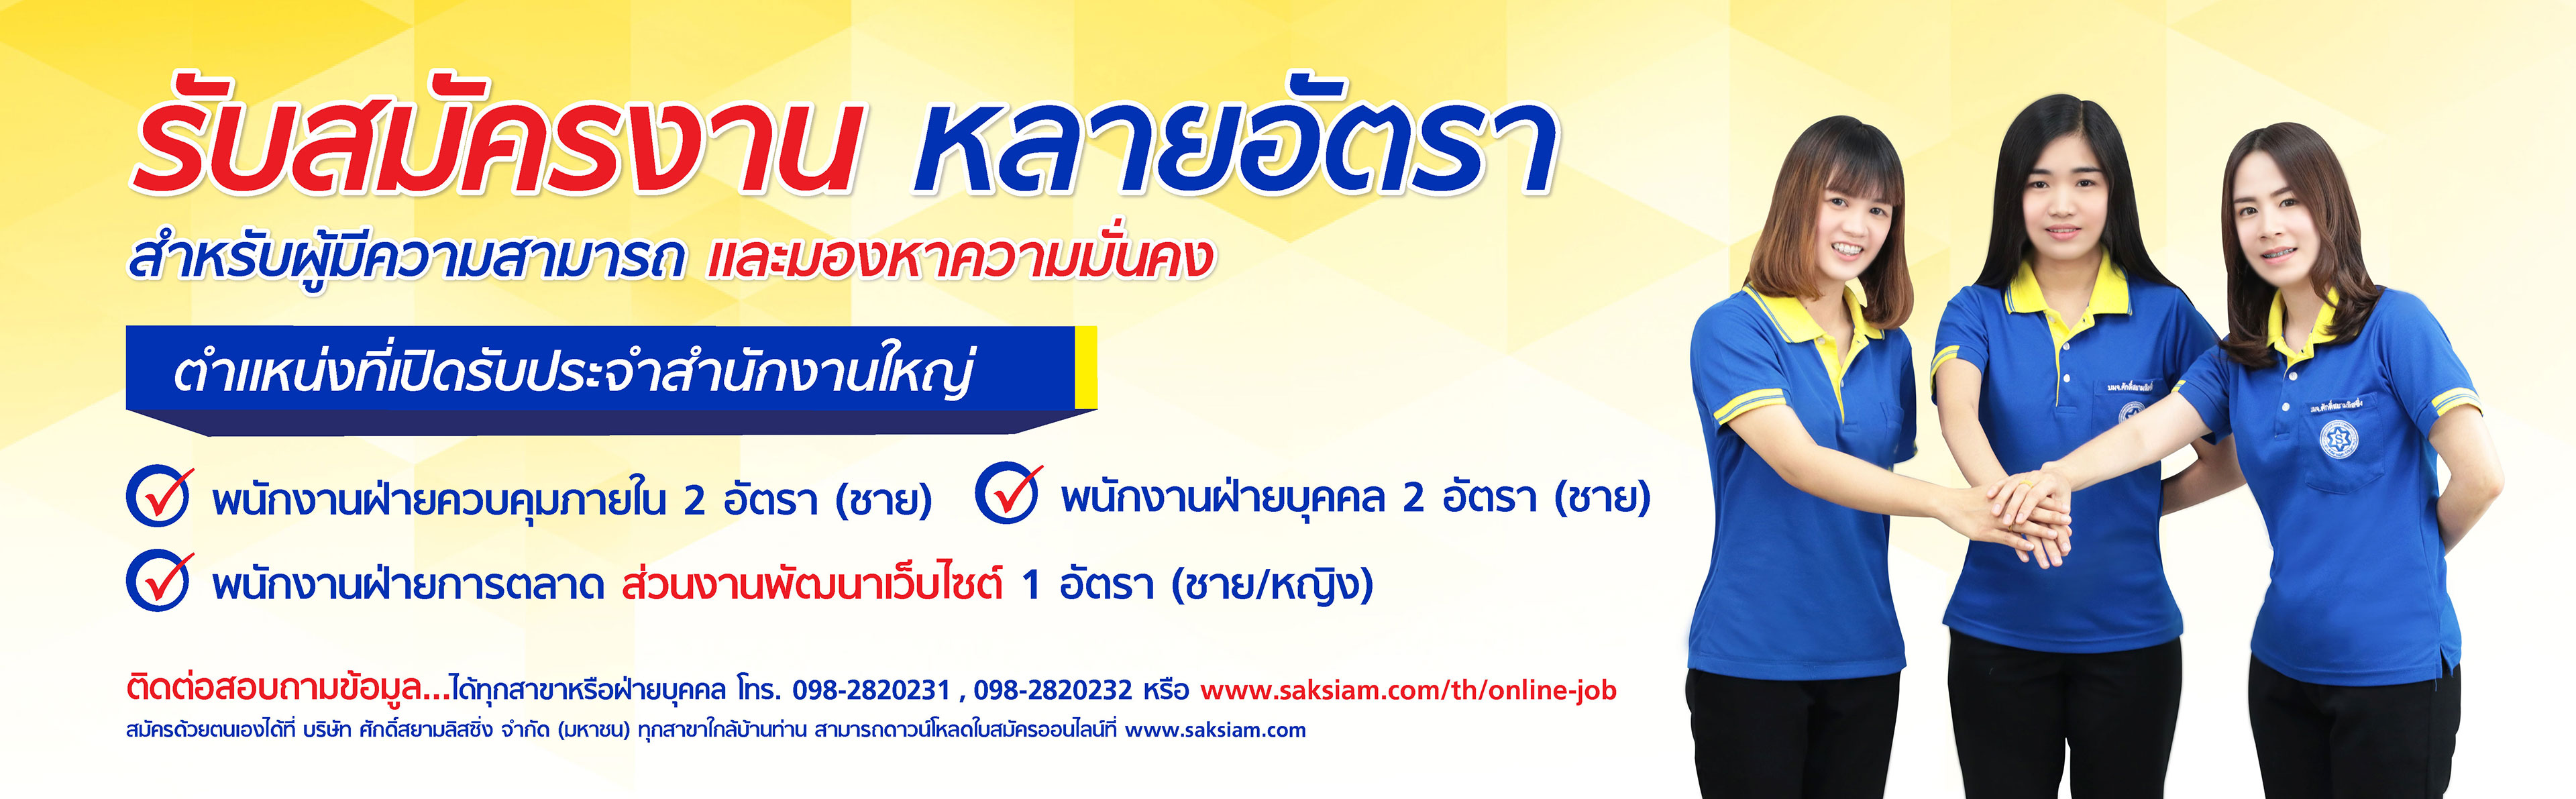 รับสมัครงาน หลายอัตรา
สำหรับผู้มีความสามารถ และมองหาความมั่นคง
ตำแหน่งที่เปิดรับประจำสำนักงานใหญ่
พนักงานฝ่ายควบคุมภายใน 2 อัตรา (ชาย) พนักงานฝ่ายบุคคล 2 อัตรา (ชาย)
พนักงานฝ่ายการตลาด ส่วนงานพัฒนาเว็บไซต์ 1 อัตรา (ชาย/หญิง)
ติดต่อสอบถามข้อมูล...ได้ทุกสาขาหรือฝ่ายบุคคล โทร. 098-2820231 , 098-2820232 หรือ www.saksiam.com/th/online-job
สมัครด้วยตนเองได้ที่ บริษัท ศักดิ์สยามลิสซิ่ง จำกัด (มหาชน) ทุกสาขาใกล้บ้านท่าน สามารถดาวน์โหลดใบสมัครออนไลน์ที่ www.saksiam.com